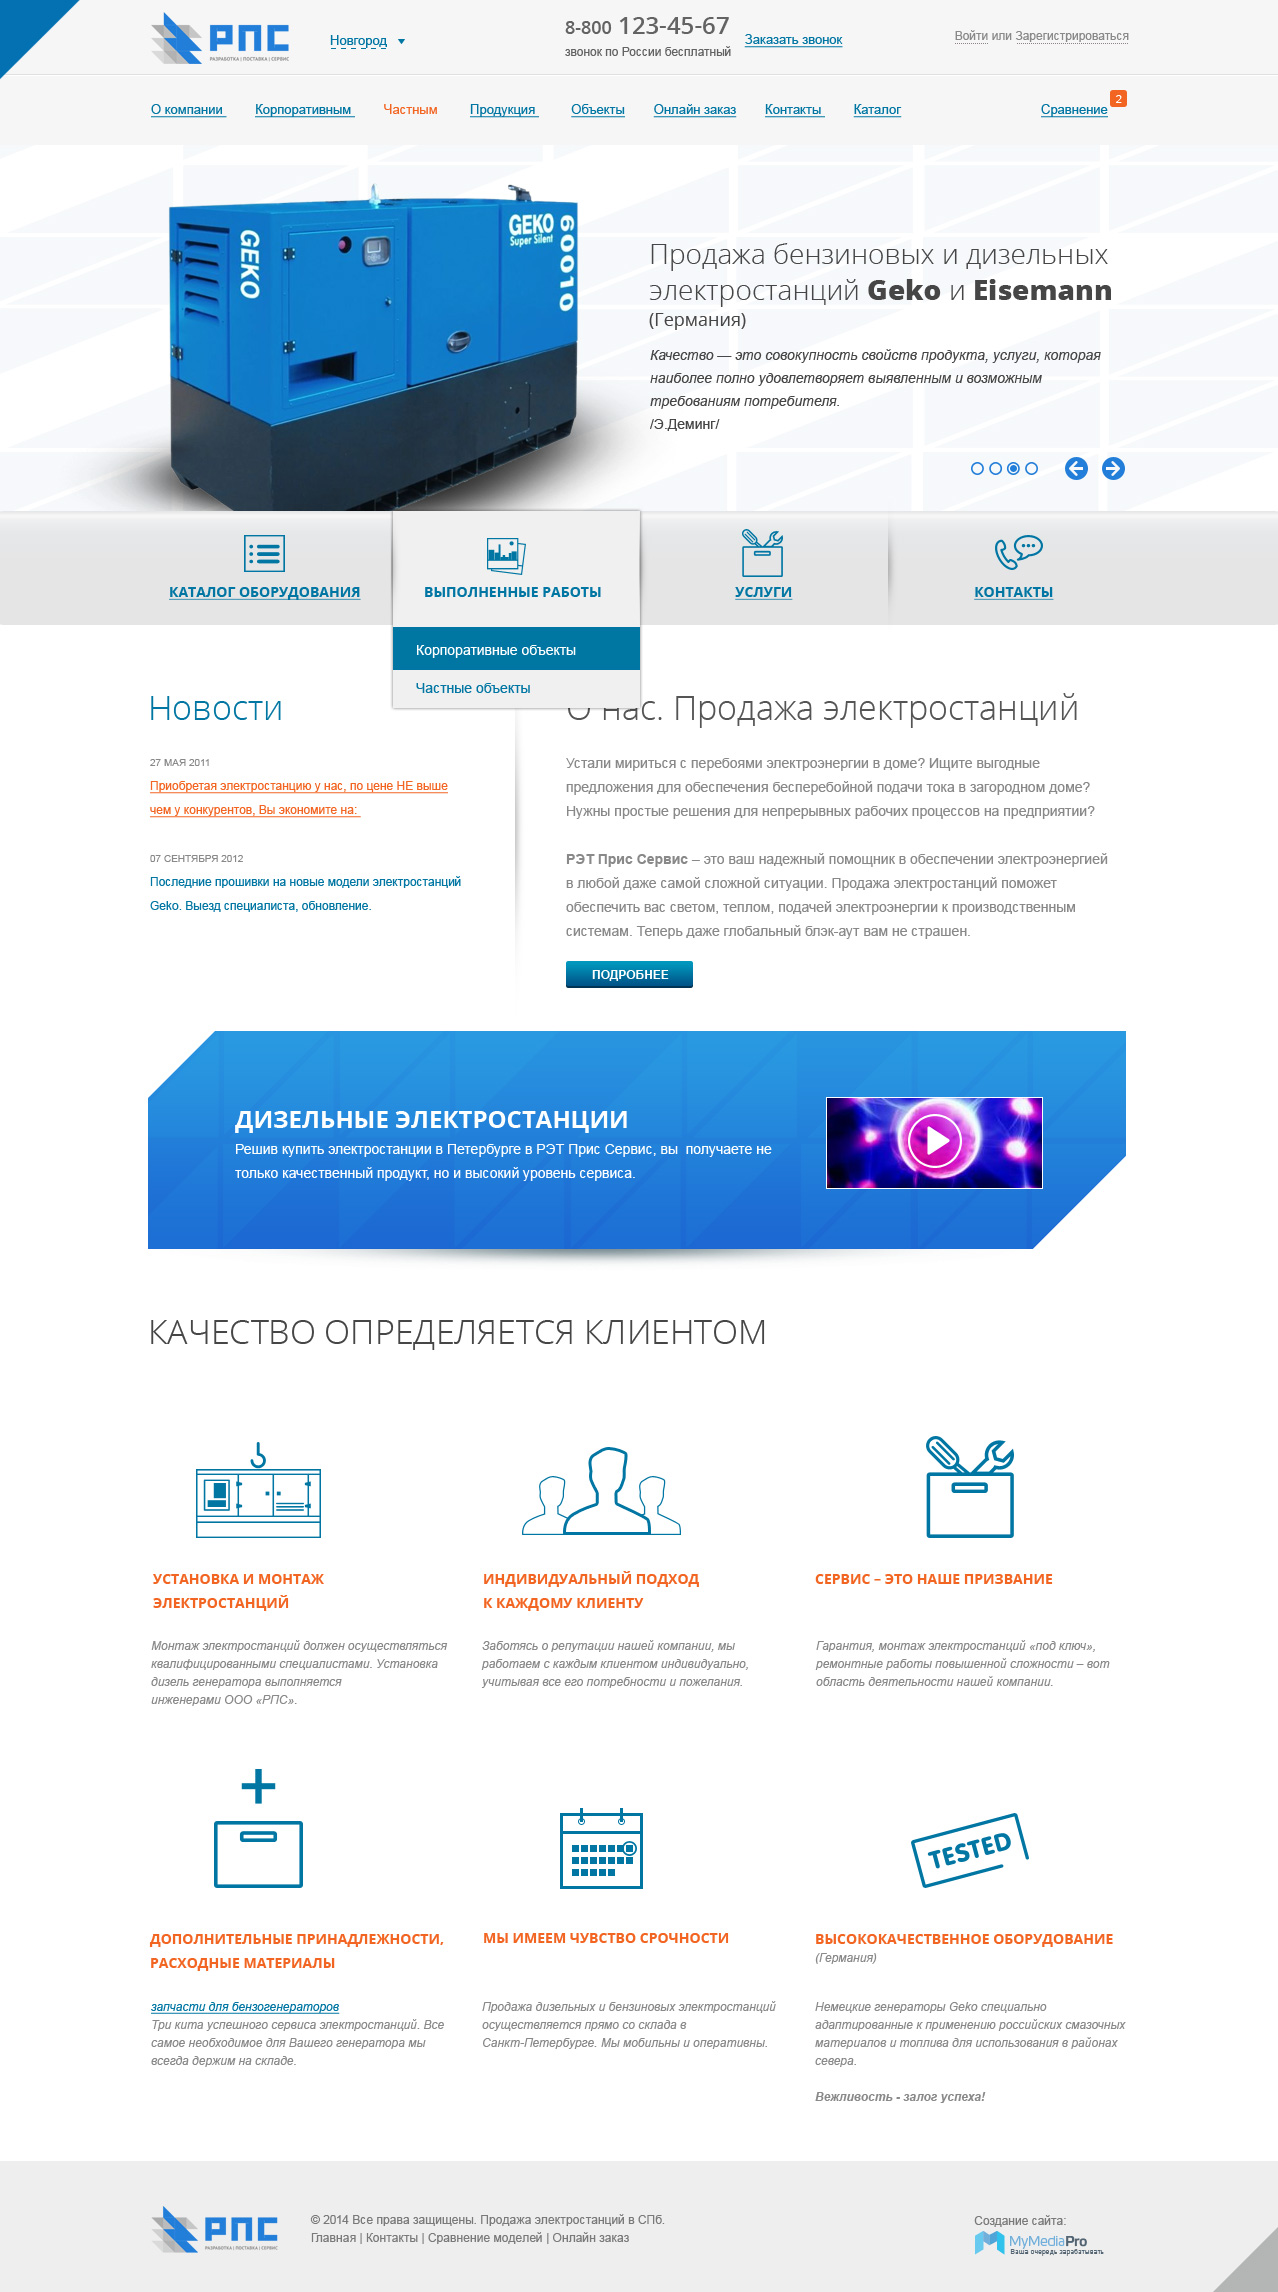 РПС
РАЗРАБОТКА | ПОСТАВКА | СЕРВИС
Новгород
8-800 123-45-67
звонок по России бесплатный
Заказать звонок
Войти или Зарегистрироваться
О компании
Корпоративным
Частным
Продукция
Объекты
Онлайн заказ
Контакты
Каталог
Сравнение
2
GEKO
GEKO
Super Silent
60010
Продажа бензиновых и дизельных
электростанций Geko и Eisemann
(Германия)
Качество — это совокупность свойств продукта, услуги, которая
наиболее полно удовлетворяет выявленным и возможным
требованиям потребителя.
/Э.Деминг/
КАТАЛОГ ОБОРУДОВАНИЯ
ВЫПОЛНЕННЫЕ РАБОТЫ
УСЛУГИ
КОНТАКТЫ
Корпоративные объекты
Частные объекты
Новости
27 МАЯ 2011
Приобретая электростанцию у нас, по цене НЕ выше
чем у конкурентов, Вы экономите на:
07 СЕНТЯБРЯ 2012
Последние прошивки на новые модели электростанций
Geko. Выезд специалиста, обновление.
О нас. Продажа электростанций
Устали мириться с перебоями электроэнергии в доме? Ищите выгодные
предложения для обеспечения бесперебойной подачи тока в загородном доме?
Нужны простые решения для непрерывных рабочих процессов на предприятии?
РЭТ Прис Сервис – это ваш надежный помощник в обеспечении электроэнергией
в любой даже самой сложной ситуации. Продажа электростанций поможет
обеспечить вас светом, теплом, подачей электроэнергии к производственным
системам. Теперь даже глобальный блэк-аут вам не страшен.
ПОДРОБНЕЕ
ДИЗЕЛЬНЫЕ ЭЛЕКТРОСТАНЦИИ
Решив купить электростанции в Петербурге в РЭТ Прис Сервис, вы получаете не
только качественный продукт, но и высокий уровень сервиса.
КАЧЕСТВО ОПРЕДЕЛЯЕТСЯ КЛИЕНТОМ
УСТАНОВКА И МОНТАЖ
ЭЛЕКТРОСТАНЦИЙ
Монтаж электростанций должен осуществляться
квалифицированными специалистами. Установка
дизель генератора выполняется
инженерами ООО «РПС».
ИНДИВИДУАЛЬНЫЙ ПОДХОД
К КАЖДОМУ КЛИЕНТУ
Заботясь о репутации нашей компании, мы
работаем с каждым клиентом индивидуально,
учитывая все его потребности и пожелания.
СЕРВИС – ЭТО НАШЕ ПРИЗВАНИЕ
Гарантия, монтаж электростанций «под ключ»,
ремонтные работы повышенной сложности – вот
область деятельности нашей компании.
ДОПОЛНИТЕЛЬНЫЕ ПРИНАДЛЕЖНОСТИ,
РАСХОДНЫЕ МАТЕРИАЛЫ
запчасти для бензогенераторов
Три кита успешного сервиса электростанций. Все
самое необходимое для Вашего генератора мы
всегда держим на складе.
МЫ ИМЕЕМ ЧУВСТВО СРОЧНОСТИ
Продажа дизельных и бензиновых электростанций
осуществляется прямо со склада в
Санкт-Петербурге. Мы мобильны и оперативны.
TESTED
ВЫСОКОКАЧЕСТВЕННОЕ ОБОРУДОВАНИЕ
(Германия)
Немецкие генераторы Geko специально
адаптированные к применению российских смазочных
материалов и топлива для использования в районах
севера.
Вежливость - залог успеха!
РПС
РАЗРАБОТКА | ПОСТАВКА | СЕРВИС
© 2014 Все права защищены. Продажа электростанций в СПб.
Главная | Контакты | Сравнение моделей | Онлайн заказ
Создание сайта:
MyMediaPro
Ваша очередь зарабатывать